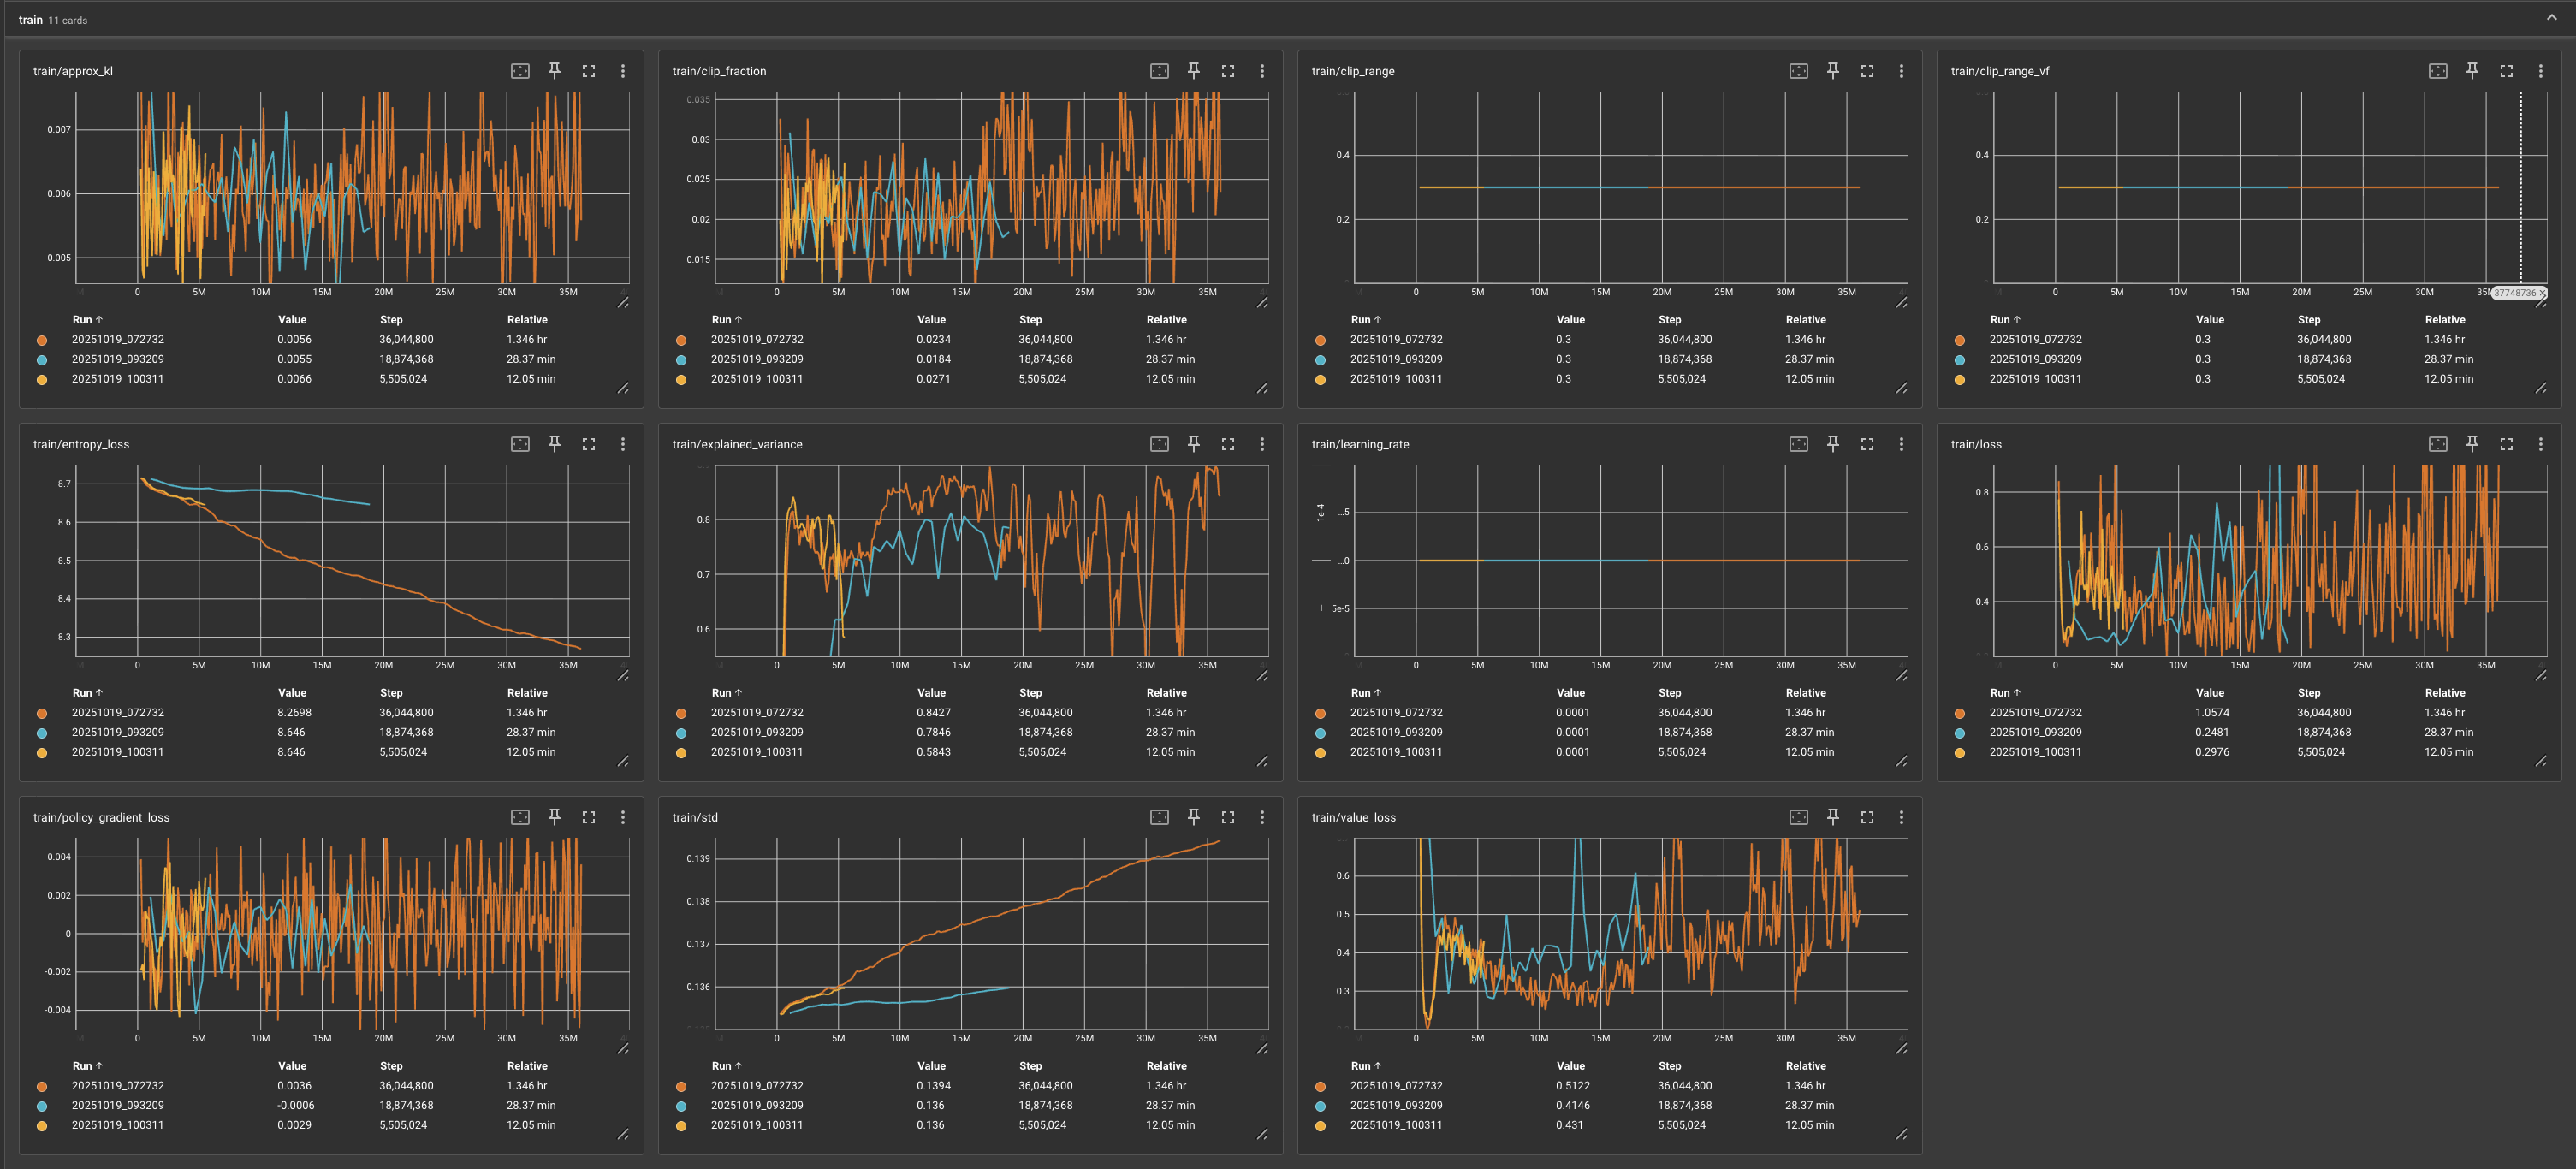 train 11 cards
train/approx_kl
0.007
0.006
0.005
0 5M 10M 15M 20M 25M 30M 35M
Run ↑ Value Step Relative
20251019_072732 0.0056 36,044,800 1.346 hr
20251019_093209 0.0055 18,874,368 28.37 min
20251019_100311 0.0066 5,505,024 12.05 min
train/clip_fraction
0.035
0.03
0.025
0.02
0.015
0 5M 10M 15M 20M 25M 30M 35M
Run ↑ Value Step Relative
20251019_072732 0.0234 36,044,800 1.346 hr
20251019_093209 0.0184 18,874,368 28.37 min
20251019_100311 0.0271 5,505,024 12.05 min
train/clip_range
0.4
0.2
0 5M 10M 15M 20M 25M 30M 35M
Run ↑ Value Step Relative
20251019_072732 0.3 36,044,800 1.346 hr
20251019_093209 0.3 18,874,368 28.37 min
20251019_100311 0.3 5,505,024 12.05 min
train/clip_range_vf
0.4
0.2
0 5M 10M 15M 20M 25M 30M 35M
37748736 ×
Run ↑ Value Step Relative
20251019_072732 0.3 36,044,800 1.346 hr
20251019_093209 0.3 18,874,368 28.37 min
20251019_100311 0.3 5,505,024 12.05 min
train/entropy_loss
8.7
8.6
8.5
8.4
8.3
0 5M 10M 15M 20M 25M 30M 35M
Run ↑ Value Step Relative
20251019_072732 8.2698 36,044,800 1.346 hr
20251019_093209 8.646 18,874,368 28.37 min
20251019_100311 8.646 5,505,024 12.05 min
train/explained_variance
0.8
0.7
0.6
0 5M 10M 15M 20M 25M 30M 35M
Run ↑ Value Step Relative
20251019_072732 0.8427 36,044,800 1.346 hr
20251019_093209 0.7846 18,874,368 28.37 min
20251019_100311 0.5843 5,505,024 12.05 min
train/learning_rate
1e-4
...5
...0
5e-5
0 5M 10M 15M 20M 25M 30M 35M
Run ↑ Value Step Relative
20251019_072732 0.0001 36,044,800 1.346 hr
20251019_093209 0.0001 18,874,368 28.37 min
20251019_100311 0.0001 5,505,024 12.05 min
train/loss
0.8
0.6
0.4
0 5M 10M 15M 20M 25M 30M 35M
Run ↑ Value Step Relative
20251019_072732 1.0574 36,044,800 1.346 hr
20251019_093209 0.2481 18,874,368 28.37 min
20251019_100311 0.2976 5,505,024 12.05 min
train/policy_gradient_loss
0.004
0.002
0
-0.002
-0.004
0 5M 10M 15M 20M 25M 30M 35M
Run ↑ Value Step Relative
20251019_072732 0.0036 36,044,800 1.346 hr
20251019_093209 -0.0006 18,874,368 28.37 min
20251019_100311 0.0029 5,505,024 12.05 min
train/std
0.139
0.138
0.137
0.136
0 5M 10M 15M 20M 25M 30M 35M
Run ↑ Value Step Relative
20251019_072732 0.1394 36,044,800 1.346 hr
20251019_093209 0.136 18,874,368 28.37 min
20251019_100311 0.136 5,505,024 12.05 min
train/value_loss
0.6
0.5
0.4
0.3
0 5M 10M 15M 20M 25M 30M 35M
Run ↑ Value Step Relative
20251019_072732 0.5122 36,044,800 1.346 hr
20251019_093209 0.4146 18,874,368 28.37 min
20251019_100311 0.431 5,505,024 12.05 min